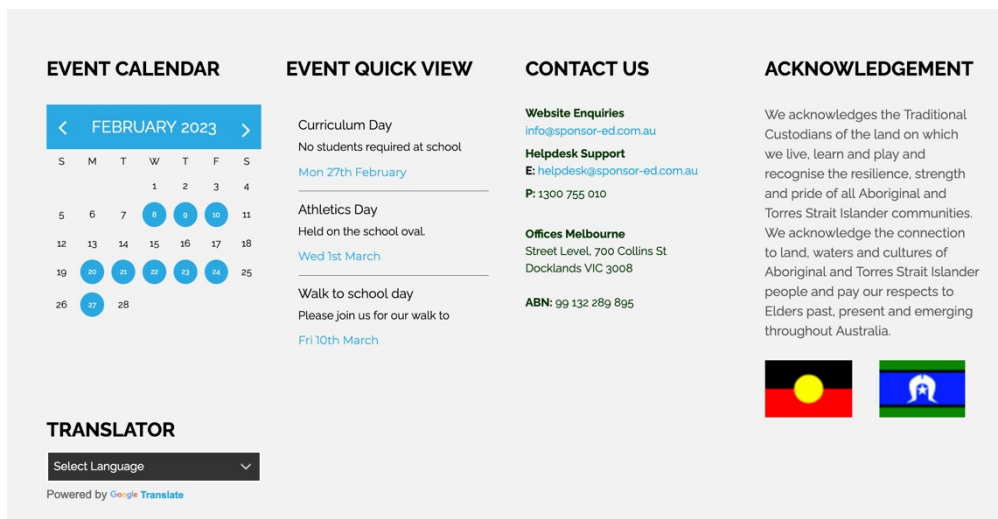 EVENT CALENDAR
FEBRUARY 2023
S M T W T F S
1 2 3 4
5 6 7 8 9 10 11
12 13 14 15 16 17 18
19 20 21 22 23 24 25
26 27 28
EVENT QUICK VIEW
Curriculum Day
No students required at school
Mon 27th February
Athletics Day
Held on the school oval.
Wed 1st March
Walk to school day
Please join us for our walk to
Fri 10th March
CONTACT US
Website Enquiries
info@sponsor-ed.com.au
Helpdesk Support
E: helpdesk@sponsor-ed.com.au
P: 1300 755 010
Offices Melbourne
Street Level, 700 Collins St
Docklands VIC 3008
ABN: 99 132 289 895
ACKNOWLEDGEMENT
We acknowledges the Traditional
Custodians of the land on which
we live, learn and play and
recognise the resilience, strength
and pride of all Aboriginal and
Torres Strait Islander communities.
We acknowledge the connection
to land, waters and cultures of
Aboriginal and Torres Strait Islander
people and pay our respects to
Elders past, present and emerging
throughout Australia.
TRANSLATOR
Select Language
Powered by Google Translate